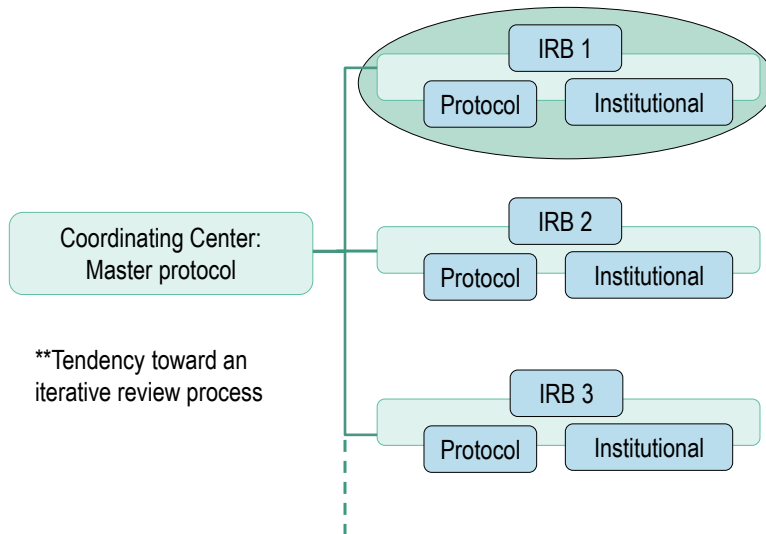 IRB 1
Protocol
Institutional
Coordinating Center:
Master protocol
IRB 2
Protocol
Institutional
**Tendency toward an
iterative review process
IRB 3
Protocol
Institutional